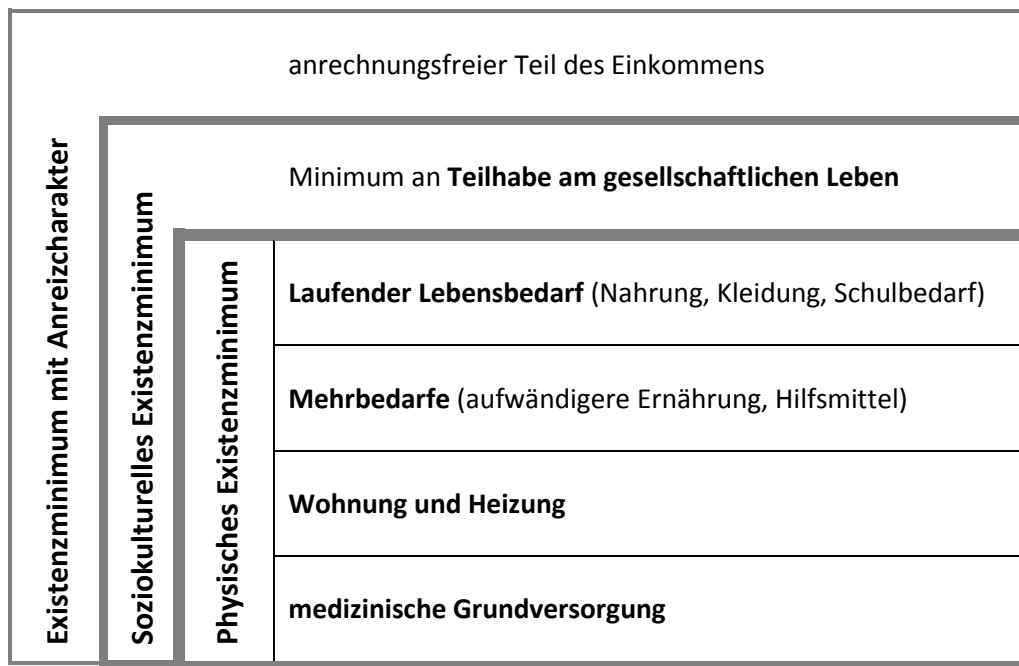 anrechnungsfreier Teil des Einkommens
Minimum an Teilhabe am gesellschaftlichen Leben
Laufender Lebensbedarf (Nahrung, Kleidung, Schulbedarf)
Mehrbedarfe (aufwändigere Ernährung, Hilfsmittel)
Wohnung und Heizung
medizinische Grundversorgung
Existenzminimum mit Anreizcharakter
Soziokulturelles Existenzminimum
Physisches Existenzminimum